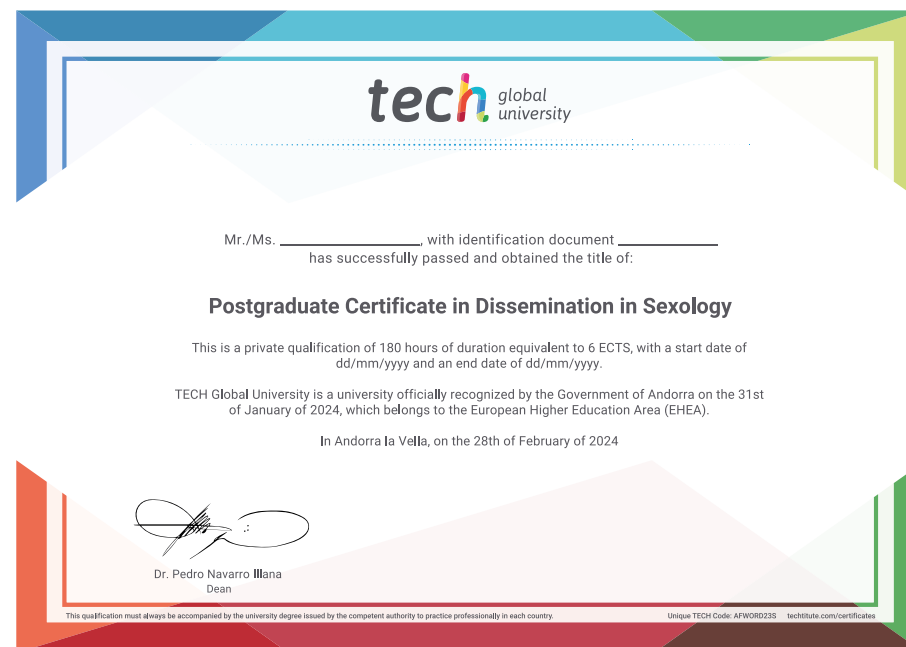 tech global university
Mr./Ms. ____________________, with identification document ______________
has successfully passed and obtained the title of:
Postgraduate Certificate in Dissemination in Sexology
This is a private qualification of 180 hours of duration equivalent to 6 ECTS, with a start date of
dd/mm/yyyy and an end date of dd/mm/yyyy.
TECH Global University is a university officially recognized by the Government of Andorra on the 31st
of January of 2024, which belongs to the European Higher Education Area (EHEA).
In Andorra la Vella, on the 28th of February of 2024
Dr. Pedro Navarro Illana
Dean
This qualification must always be accompanied by the university degree issued by the competent authority to practice professionally in each country.
Unique TECH Code: AFWORD23S techtitute.com/certificates